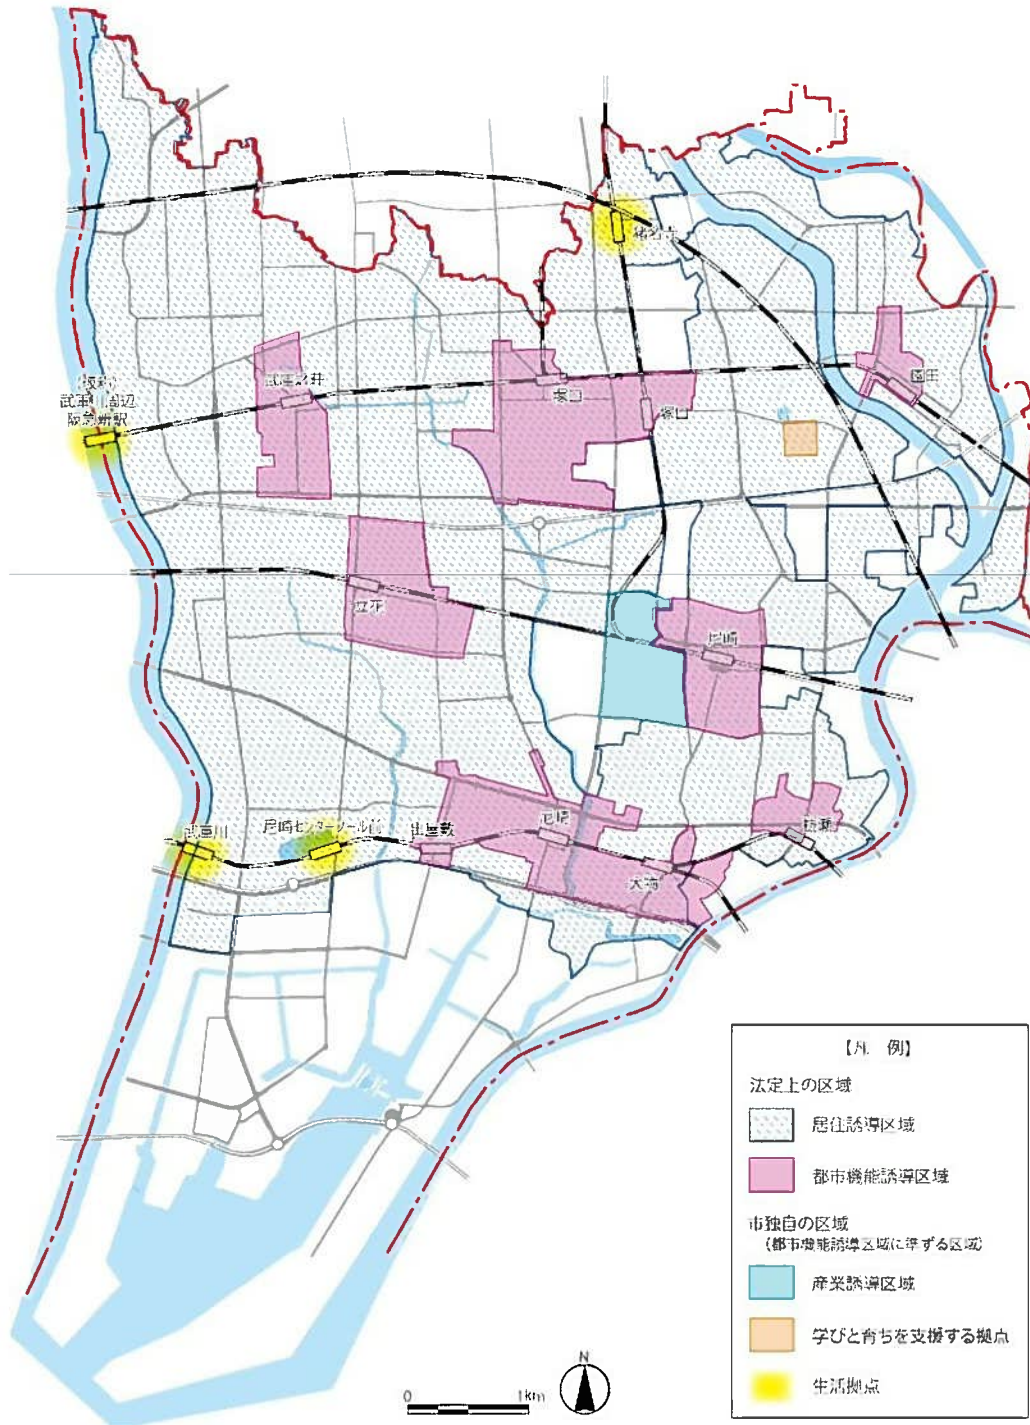 猪名寺
園田
武庫之荘
塚口
塚口
(阪神)
武庫川周辺
阪急新駅
立花
尼崎
武庫川
尼崎センタープール前
出屋敷
尼崎
大物
杭瀬
【凡 例】
法定上の区域
居住誘導区域
都市機能誘導区域
市独自の区域
(都市機能誘導区域に準ずる区域)
産業誘導区域
学びと育ちを支援する拠点
生活拠点
N
0 1km